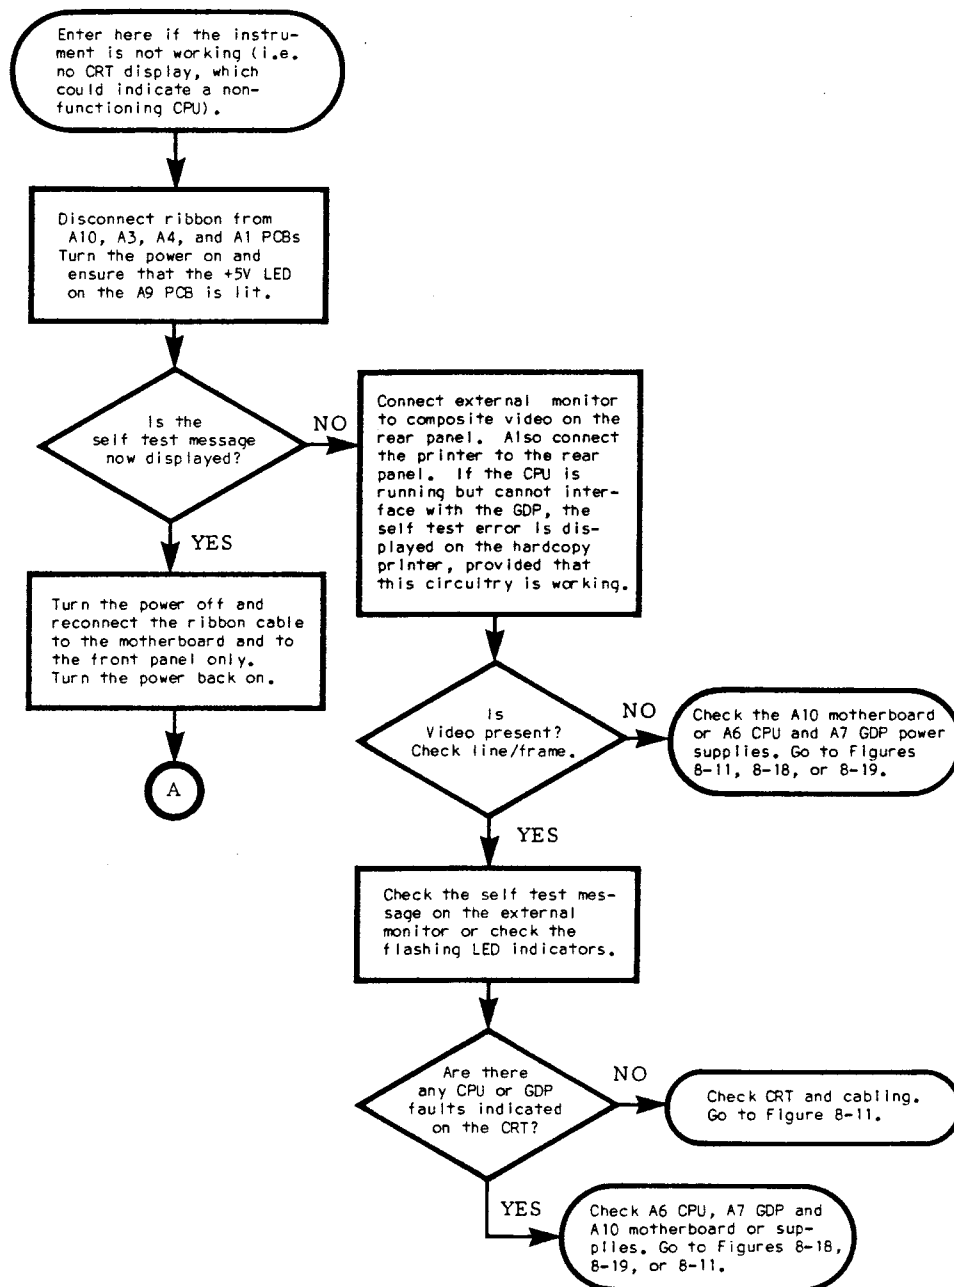 Enter here if the instru-
ment is not working (i.e.
no CRT display, which
could indicate a non-
functioning CPU).
Disconnect ribbon from
A10, A3, A4, and A1 PCBs
Turn the power on and
ensure that the +5V LED
on the A9 PCB is lit.
Is the
self test message
now displayed?
NO
YES
Connect external monitor
to composite video on the
rear panel. Also connect
the printer to the rear
panel. If the CPU is
running but cannot inter-
face with the GDP, the
self test error is dis-
played on the hardcopy
printer, provided that
this circuitry is working.
Turn the power off and
reconnect the ribbon cable
to the motherboard and to
the front panel only.
Turn the power back on.
A
Is
Video present?
Check line/frame.
NO
Check the A10 motherboard
or A6 CPU and A7 GDP power
supplies. Go to Figures
8-11, 8-18, or 8-19.
YES
Check the self test mes-
sage on the external
monitor or check the
flashing LED indicators.
Are there
any CPU or GDP
faults indicated
on the CRT?
NO
Check CRT and cabling.
Go to Figure 8-11.
YES
Check A6 CPU, A7 GDP and
A10 motherboard or sup-
plies. Go to Figures 8-18,
8-19, or 8-11.